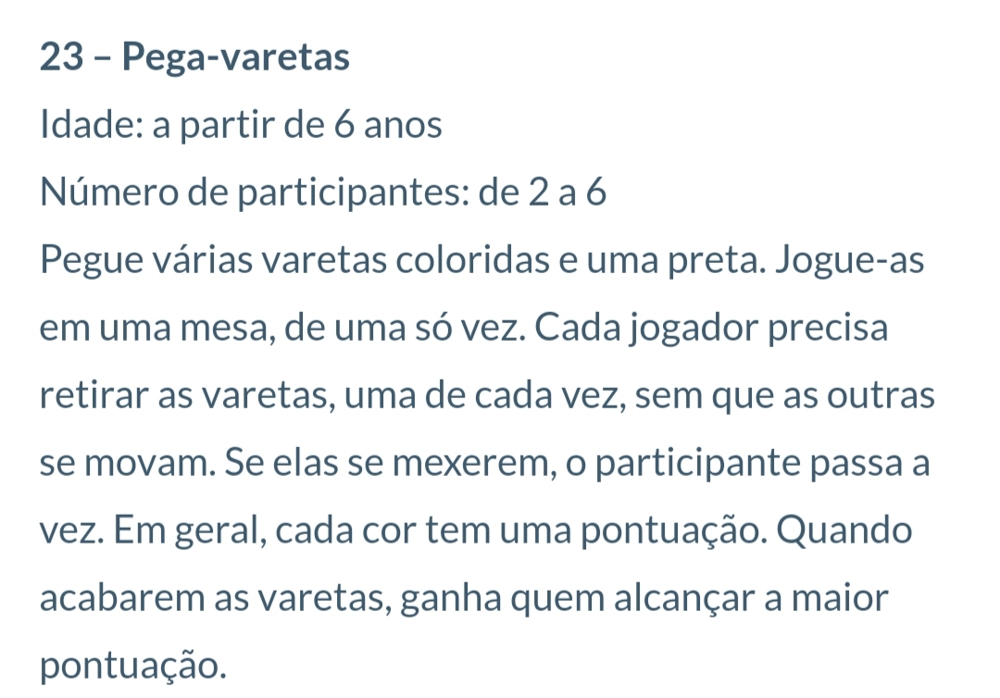 23 – Pega-varetas
Idade: a partir de 6 anos
Número de participantes: de 2 a 6
Pegue várias varetas coloridas e uma preta. Jogue-as
em uma mesa, de uma só vez. Cada jogador precisa
retirar as varetas, uma de cada vez, sem que as outras
se movam. Se elas se mexerem, o participante passa a
vez. Em geral, cada cor tem uma pontuação. Quando
acabarem as varetas, ganha quem alcançar a maior
pontuação.